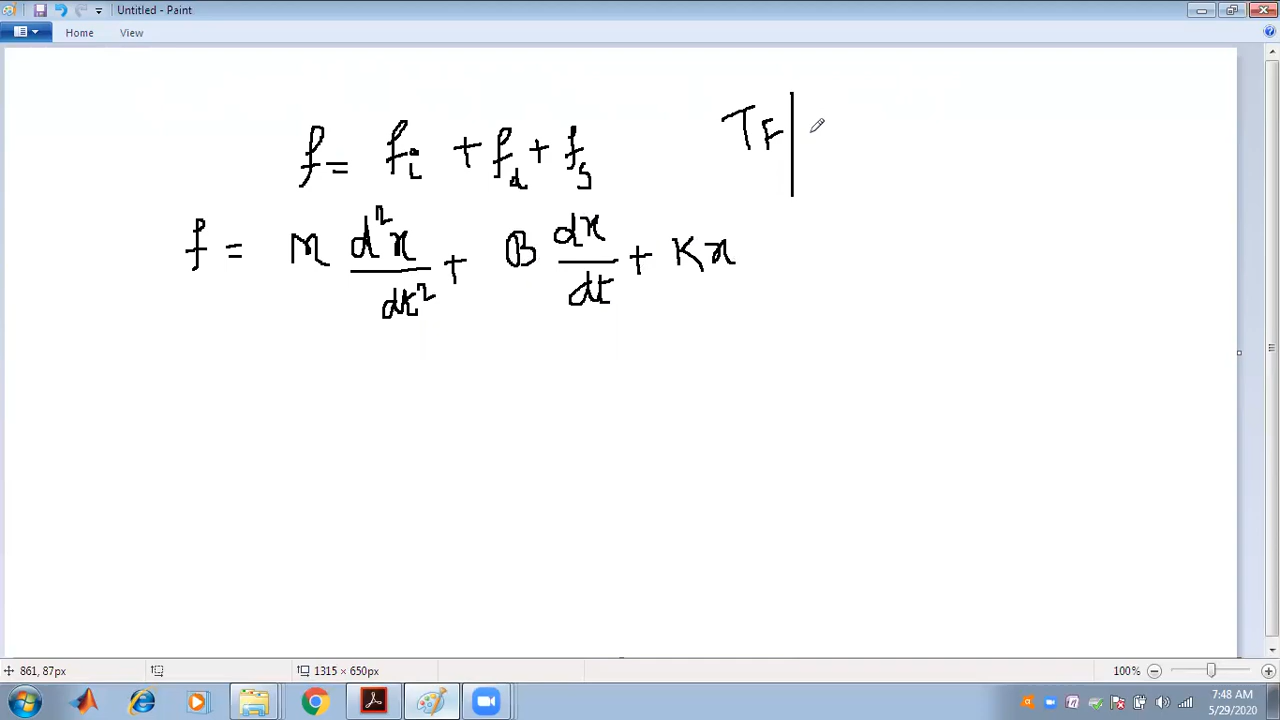 Untitled - Paint
Home View
f = fi + fd + fs
TF
f = M d²x/dt² + B dx/dt + Kx
861, 87px
1315 × 650px
100%
7:48 AM
5/29/2020